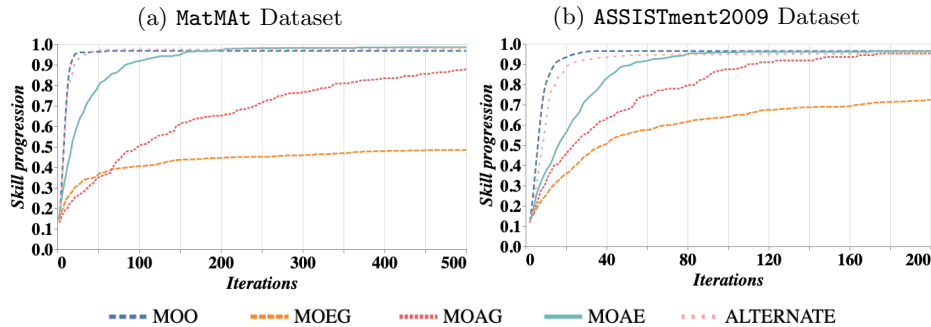 (a) MatMAt Dataset
(b) ASSISTment2009 Dataset
Skill progression
1.0
0.9
0.8
0.7
0.6
0.5
0.4
0.3
0.2
0.1
0.0
0 100 200 300 400 500
Iterations
Skill progression
1.0
0.9
0.8
0.7
0.6
0.5
0.4
0.3
0.2
0.1
0.0
0 40 80 120 160 200
Iterations
MOO MOEG MOAG MOAE ALTERNATE